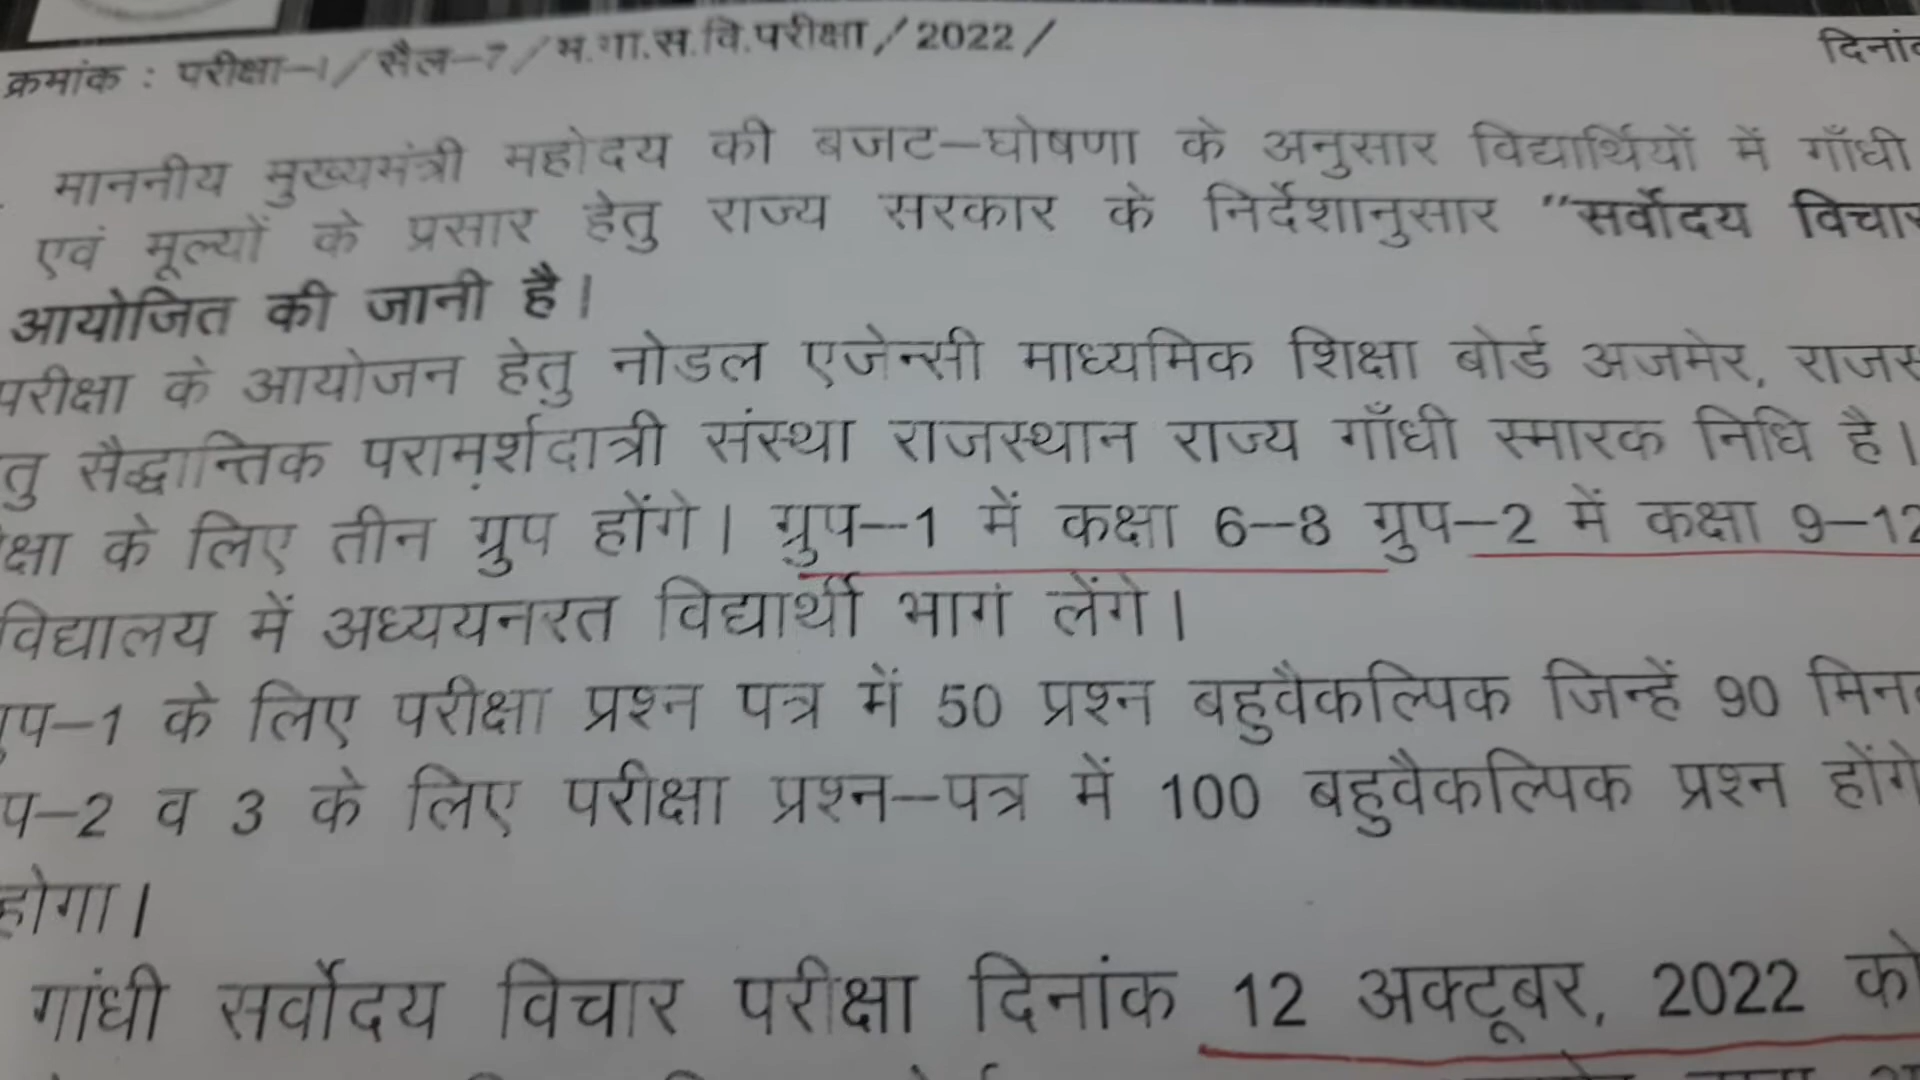 क्रमांक : परीक्षा-1/सैल-7/म.गा.स.वि.परीक्षा/2022/ दिनांक
माननीय मुख्यमंत्री महोदय की बजट-घोषणा के अनुसार विद्यार्थियों में गाँधी
एवं मूल्यों के प्रसार हेतु राज्य सरकार के निर्देशानुसार "सर्वोदय विचार
आयोजित की जानी है।
परीक्षा के आयोजन हेतु नोडल एजेन्सी माध्यमिक शिक्षा बोर्ड अजमेर, राजस
तु सैद्धान्तिक परामर्शदात्री संस्था राजस्थान राज्य गाँधी स्मारक निधि है।
क्षा के लिए तीन ग्रुप होंगे। ग्रुप-1 में कक्षा 6-8 ग्रुप-2 में कक्षा 9-12
विद्यालय में अध्ययनरत विद्यार्थी भागं लेंगे।
ुप-1 के लिए परीक्षा प्रश्न पत्र में 50 प्रश्न बहुवैकल्पिक जिन्हें 90 मिन
प-2 व 3 के लिए परीक्षा प्रश्न-पत्र में 100 बहुवैकल्पिक प्रश्न होंगे
होगा।
गांधी सर्वोदय विचार परीक्षा दिनांक 12 अक्टूबर, 2022 को